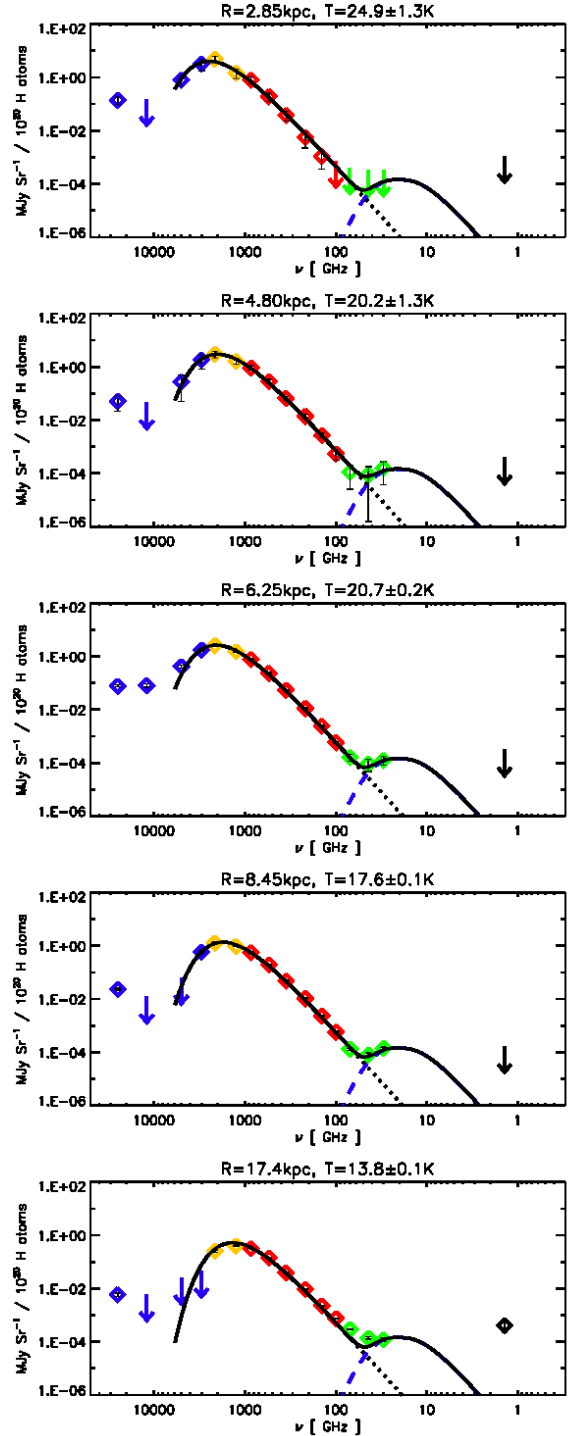 R=2.85kpc, T=24.9±1.3K
MJy Sr⁻¹ / 10²⁰ H atoms
1.E+02
1.E+00
1.E-02
1.E-04
1.E-06
10000 1000 100 10 1
ν [ GHz ]
R=4.80kpc, T=20.2±1.3K
MJy Sr⁻¹ / 10²⁰ H atoms
1.E+02
1.E+00
1.E-02
1.E-04
1.E-06
10000 1000 100 10 1
ν [ GHz ]
R=6.25kpc, T=20.7±0.2K
MJy Sr⁻¹ / 10²⁰ H atoms
1.E+02
1.E+00
1.E-02
1.E-04
1.E-06
10000 1000 100 10 1
ν [ GHz ]
R=8.45kpc, T=17.6±0.1K
MJy Sr⁻¹ / 10²⁰ H atoms
1.E+02
1.E+00
1.E-02
1.E-04
1.E-06
10000 1000 100 10 1
ν [ GHz ]
R=17.4kpc, T=13.8±0.1K
MJy Sr⁻¹ / 10²⁰ H atoms
1.E+02
1.E+00
1.E-02
1.E-04
1.E-06
10000 1000 100 10 1
ν [ GHz ]